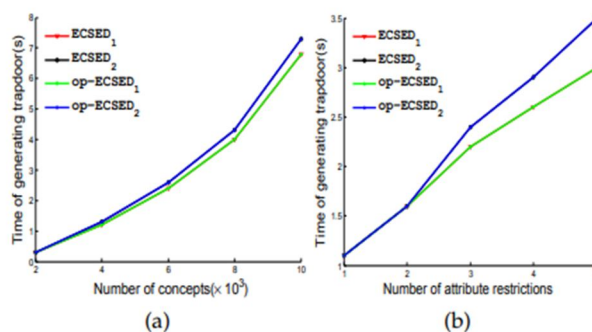 8
7
6
5
4
3
2
1
0
2
4
6
8
10
Time of generating trapdoor(s)
Number of concepts(× 10³)
ECSED₁
ECSED₂
op-ECSED₁
op-ECSED₂
(a)
3.5
3
2.5
2
1.5
1
1
2
3
4
Time of generating trapdoor(s)
Number of attribute restrictions
ECSED₁
ECSED₂
op-ECSED₁
op-ECSED₂
(b)